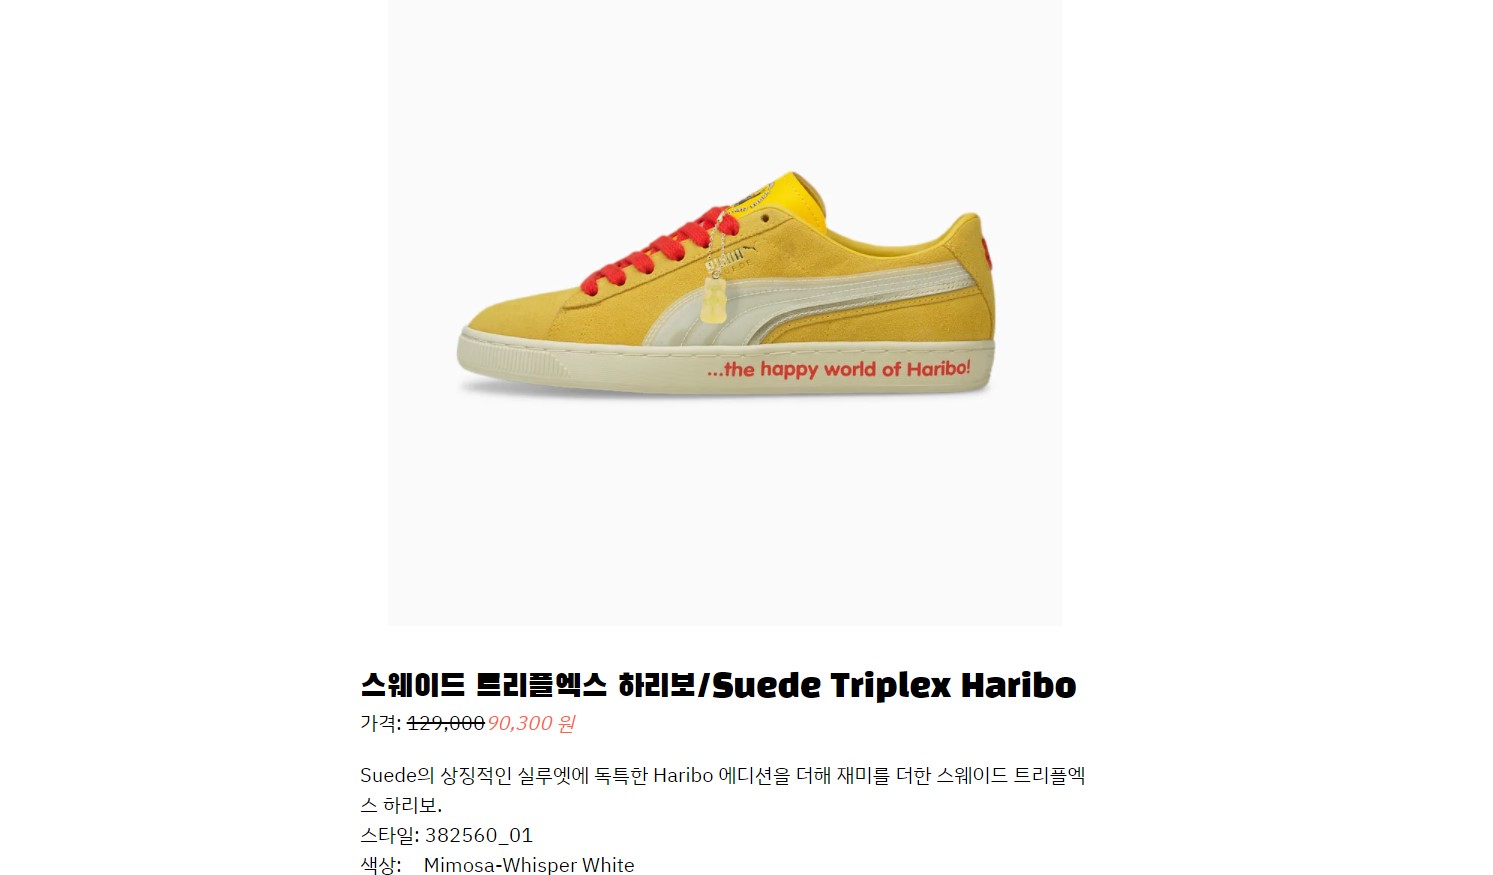 PUMA
SUEDE
...the happy world of Haribo!
스웨이드 트리플엑스 하리보/Suede Triplex Haribo
가격: 129,000 90,300 원
Suede의 상징적인 실루엣에 독특한 Haribo 에디션을 더해 재미를 더한 스웨이드 트리플엑
스 하리보.
스타일: 382560_01
색상: Mimosa-Whisper White